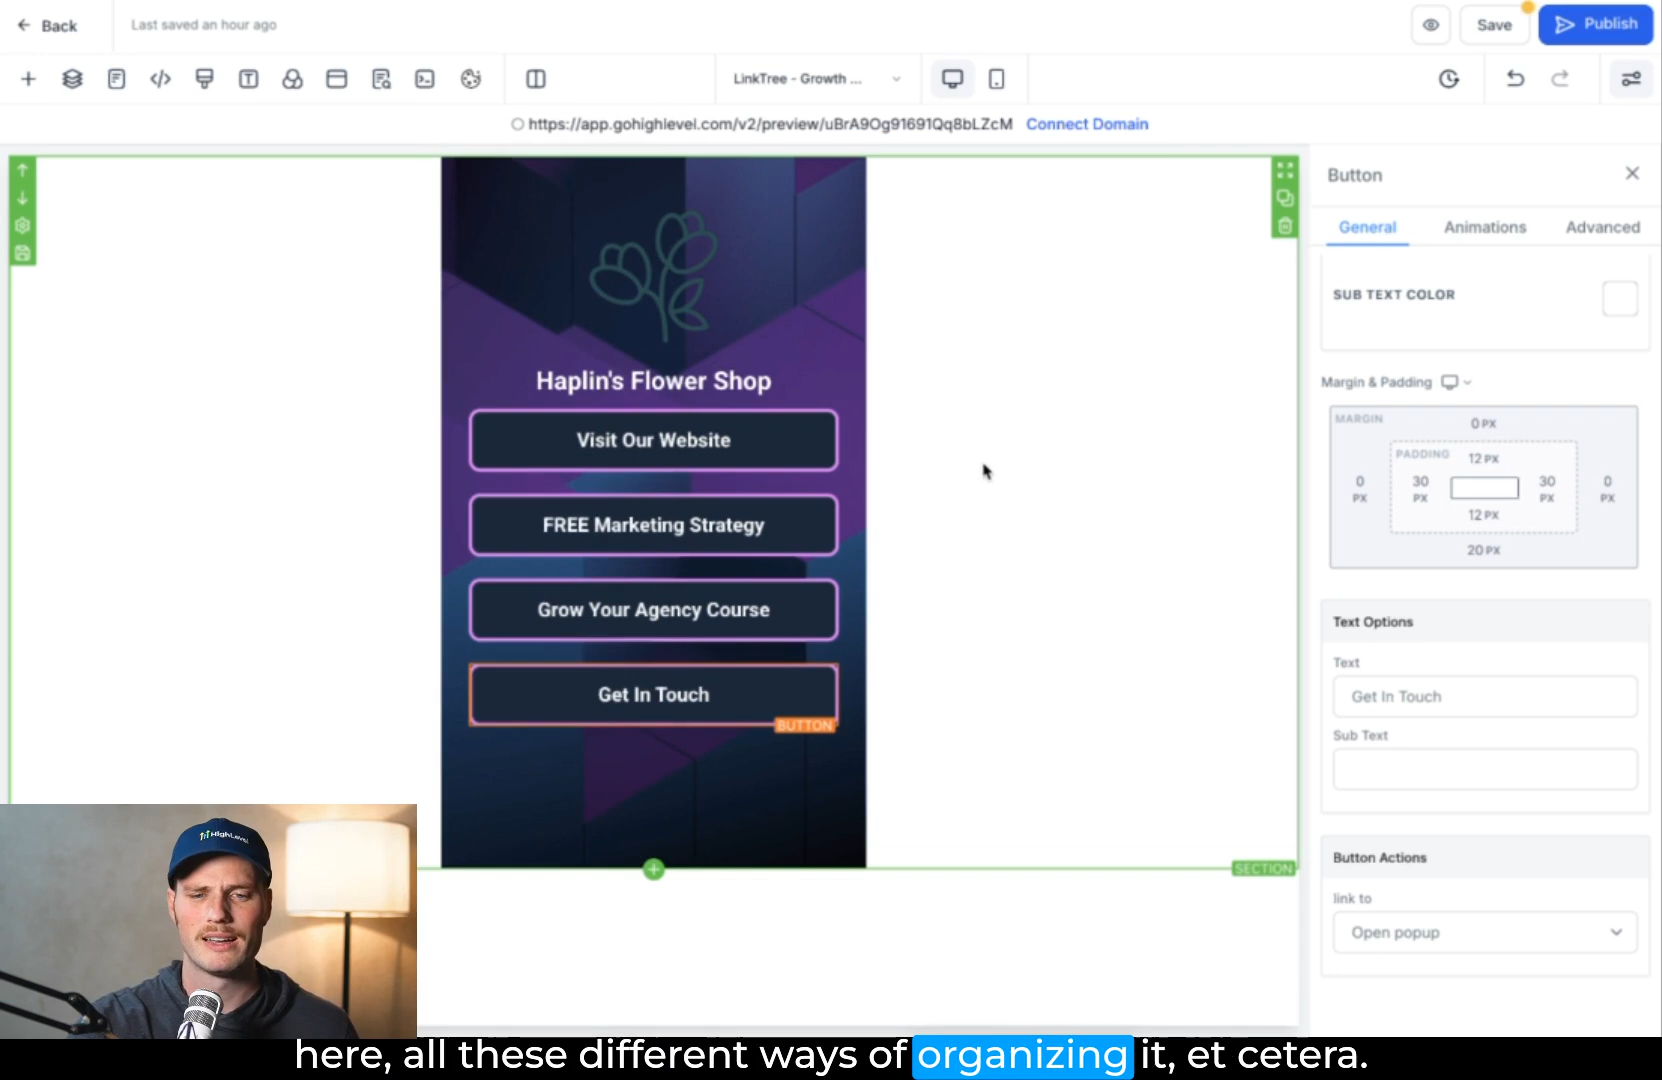 Back
Last saved an hour ago
Save
Publish
LinkTree - Growth ...
https://app.gohighlevel.com/v2/preview/uBrA9Og91691Qq8bLZcM Connect Domain
Button
General Animations Advanced
SUB TEXT COLOR
Margin & Padding
MARGIN
0 PX
PADDING
12 PX
0 PX
30 PX
30 PX
0 PX
12 PX
20 PX
Text Options
Text
Get In Touch
Sub Text
Button Actions
link to
Open popup
Haplin's Flower Shop
Visit Our Website
FREE Marketing Strategy
Grow Your Agency Course
Get In Touch
BUTTON
SECTION
HighLevel
here, all these different ways of organizing it, et cetera.